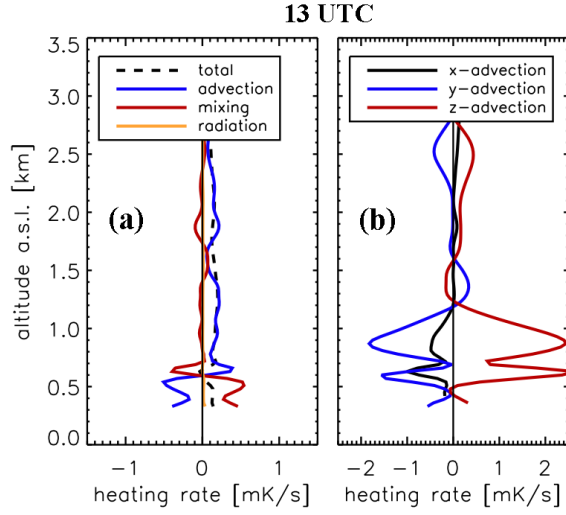 13 UTC
total
advection
mixing
radiation
x-advection
y-advection
z-advection
(a)
(b)
altitude a.s.l. [km]
3.5
3.0
2.5
2.0
1.5
1.0
0.5
0.0
-1 0 1
-2 -1 0 1 2
heating rate [mK/s]
heating rate [mK/s]